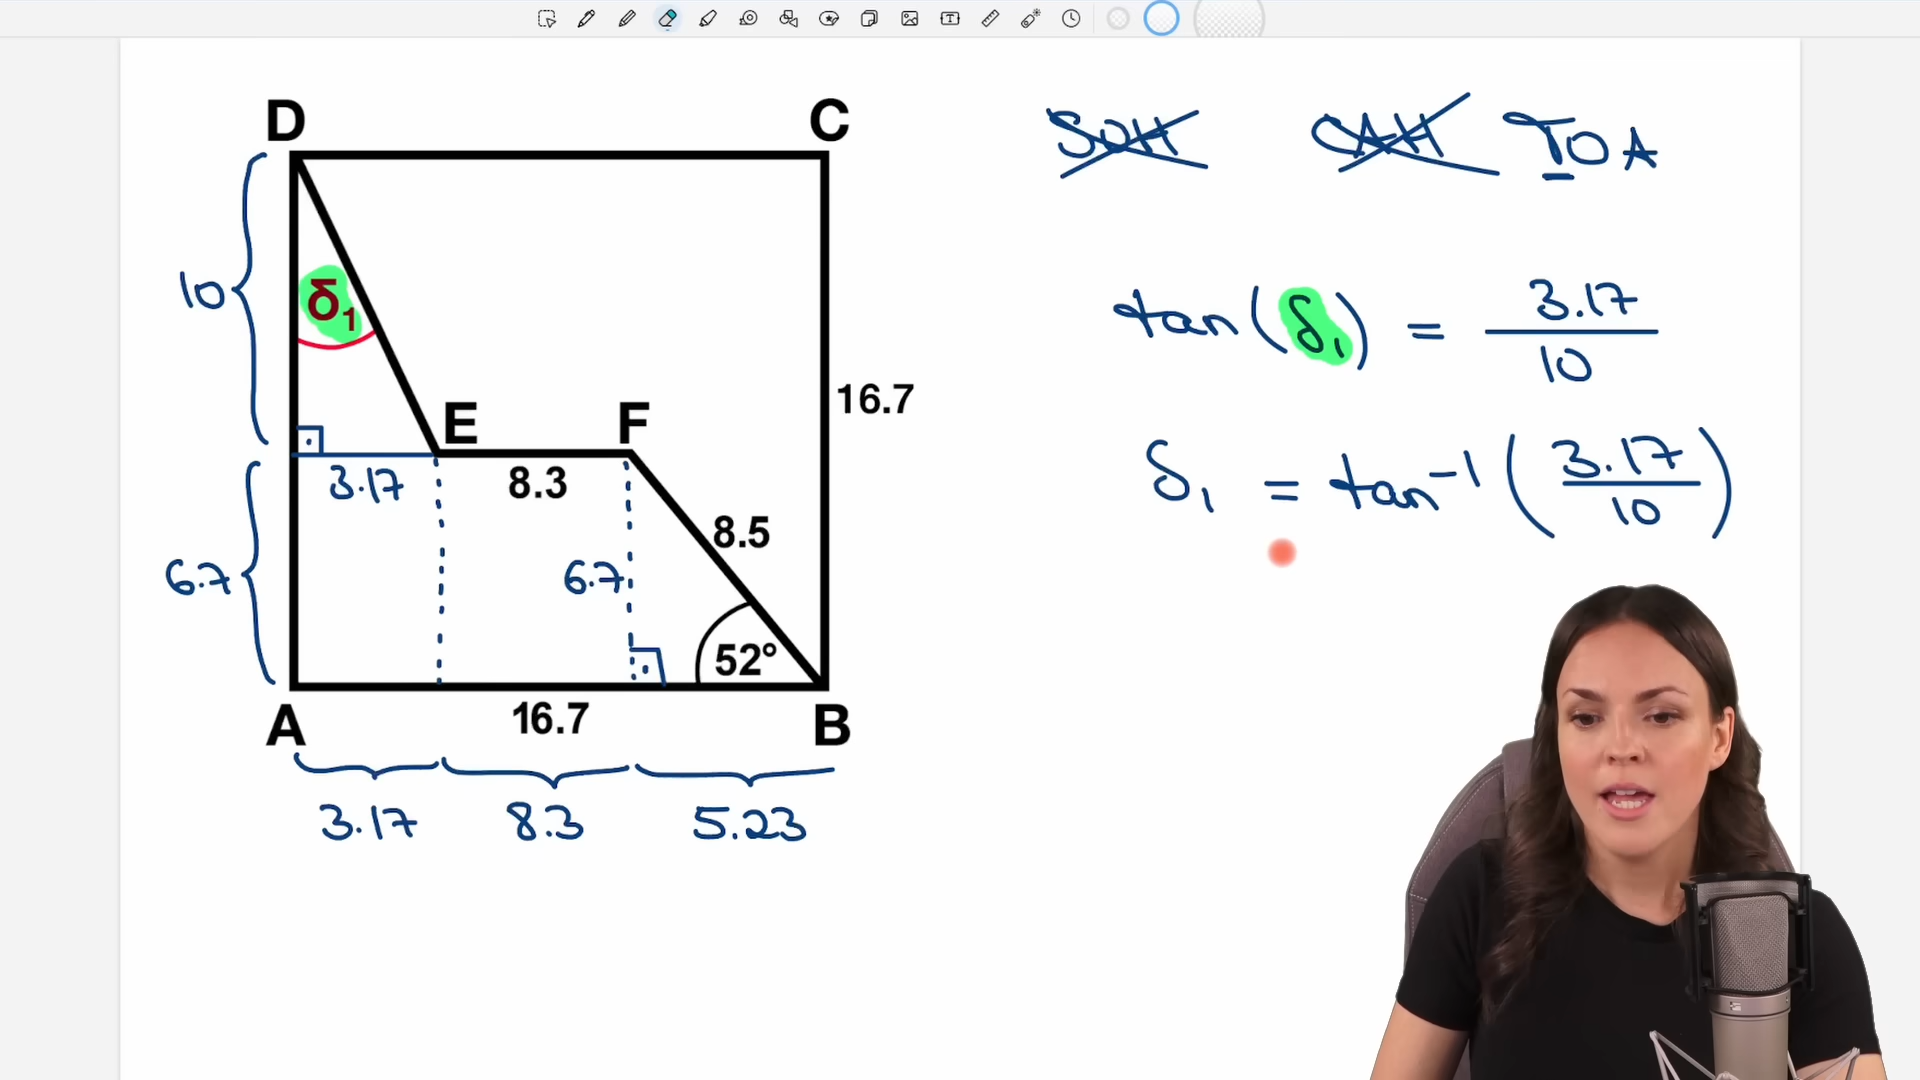 D C
SOH CAH TOA
10
δ₁
tan(δ₁) = 3.17/10
E F
16.7
3.17 8.3
δ₁ = tan⁻¹(3.17/10)
8.5
6.7 6.7
52°
A 16.7 B
3.17 8.3 5.23